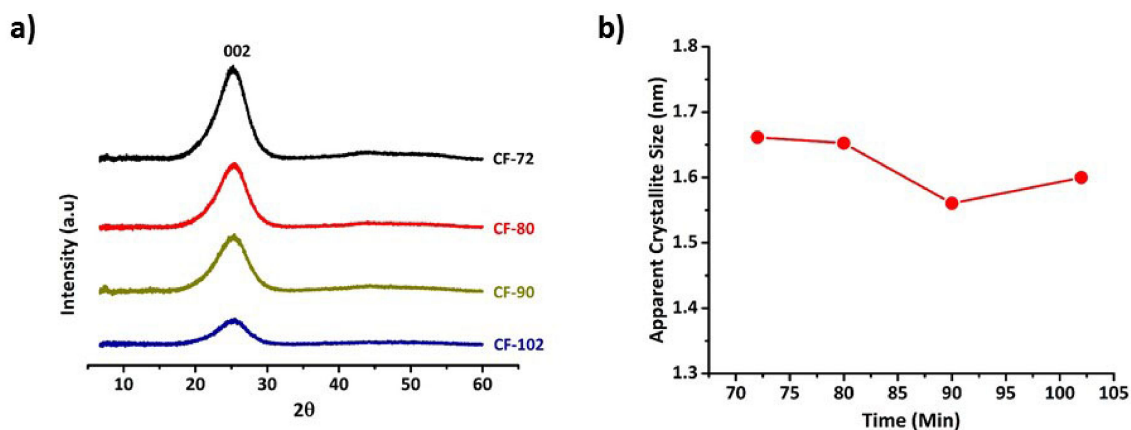 a)
002
CF-72
CF-80
CF-90
CF-102
Intensity (a.u)
10 20 30 40 50 60
2θ
b)
1.8
1.7
1.6
1.5
1.4
1.3
Apparent Crystallite Size (nm)
70 75 80 85 90 95 100 105
Time (Min)